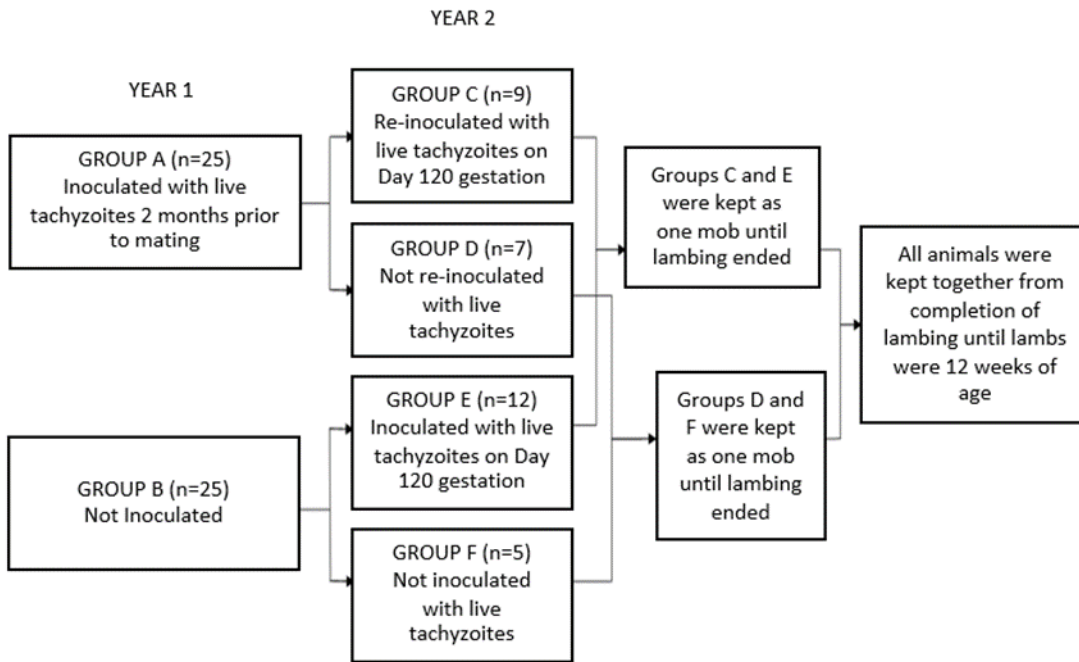 YEAR 2
YEAR 1
GROUP A (n=25)
Inoculated with live
tachyzoites 2 months prior
to mating
GROUP B (n=25)
Not Inoculated
GROUP C (n=9)
Re-inoculated with
live tachyzoites on
Day 120 gestation
GROUP D (n=7)
Not re-inoculated
with live
tachyzoites
GROUP E (n=12)
Inoculated with live
tachyzoites on Day
120 gestation
GROUP F (n=5)
Not inoculated
with live
tachyzoites
Groups C and E
were kept as
one mob until
lambing ended
Groups D and
F were kept
as one mob
until lambing
ended
All animals were
kept together from
completion of
lambing until lambs
were 12 weeks of
age